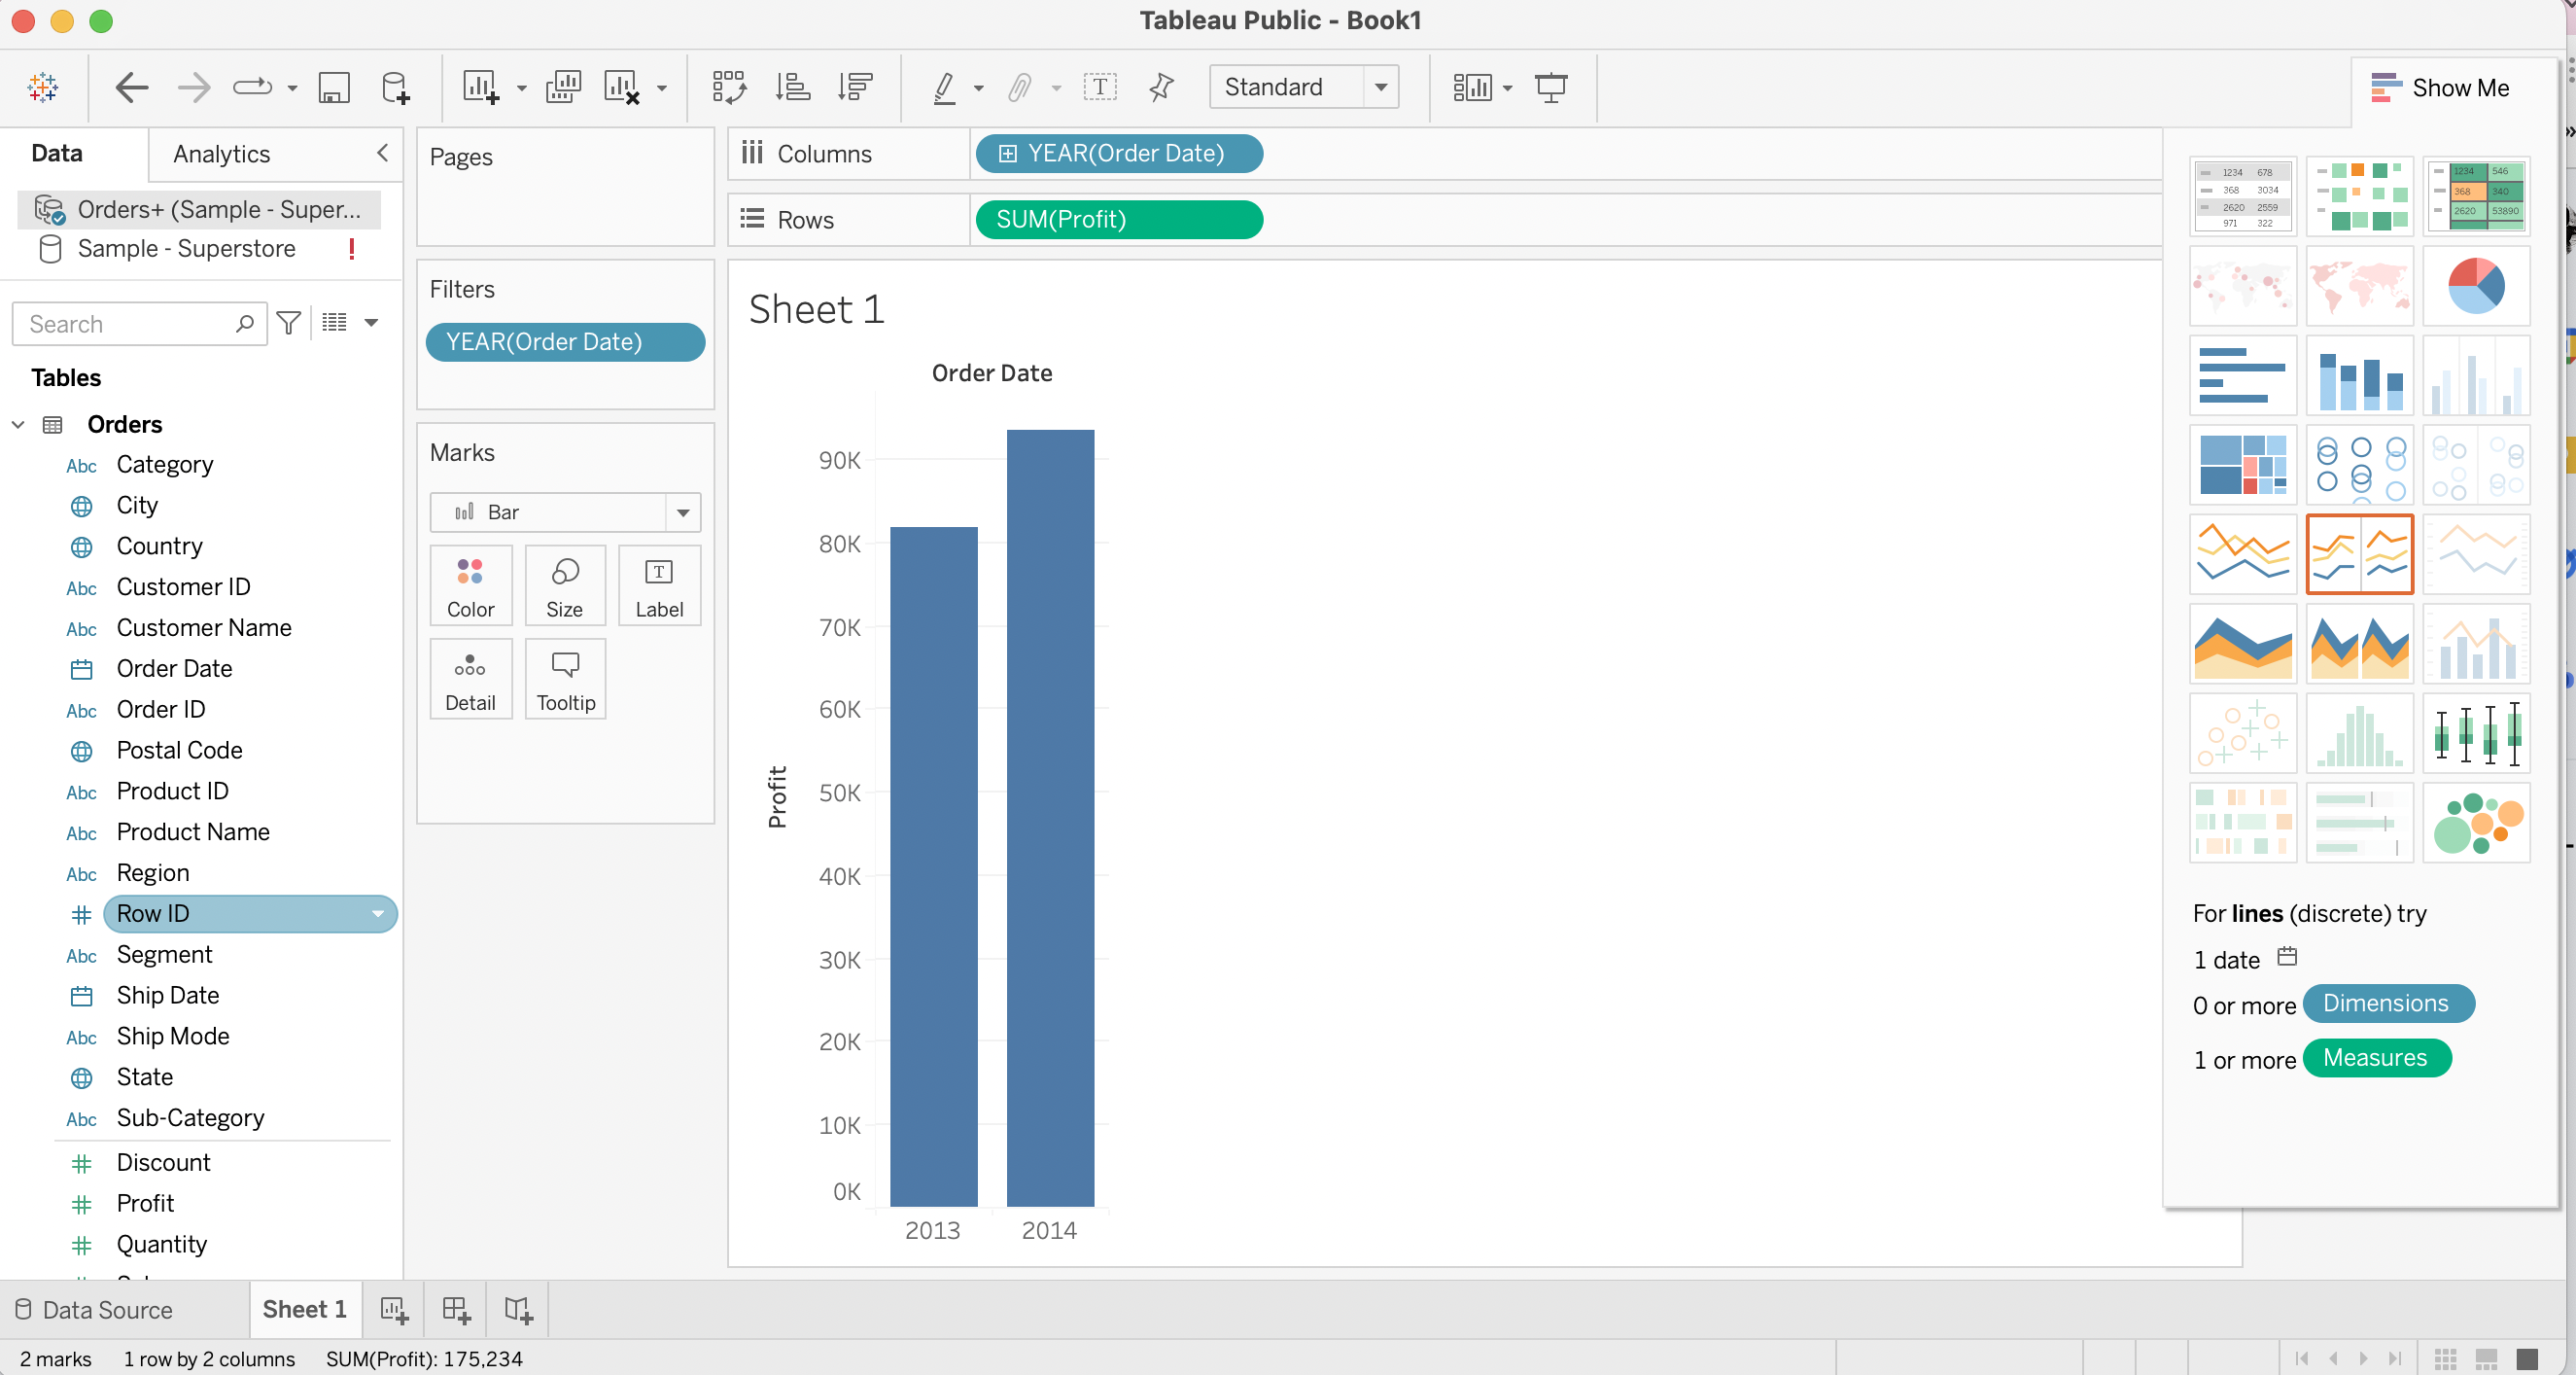 Tableau Public - Book1
Standard
Show Me
Data
Analytics
Orders+ (Sample - Super...
Sample - Superstore
!
Search
Tables
Orders
Abc Category
City
Country
Abc Customer ID
Abc Customer Name
Order Date
Abc Order ID
Postal Code
Abc Product ID
Abc Product Name
Abc Region
# Row ID
Abc Segment
Ship Date
Abc Ship Mode
State
Abc Sub-Category
# Discount
# Profit
# Quantity
Pages
Filters
YEAR(Order Date)
Marks
Bar
Color
Size
T
Label
Detail
Tooltip
Columns
YEAR(Order Date)
Rows
SUM(Profit)
Sheet 1
Order Date
Profit
90K
80K
70K
60K
50K
40K
30K
20K
10K
0K
2013
2014
1234 678
368 3034
2620 2559
971 322
1234 546
368 340
2620 53890
For lines (discrete) try
1 date
0 or more Dimensions
1 or more Measures
Data Source
Sheet 1
2 marks
1 row by 2 columns
SUM(Profit): 175,234